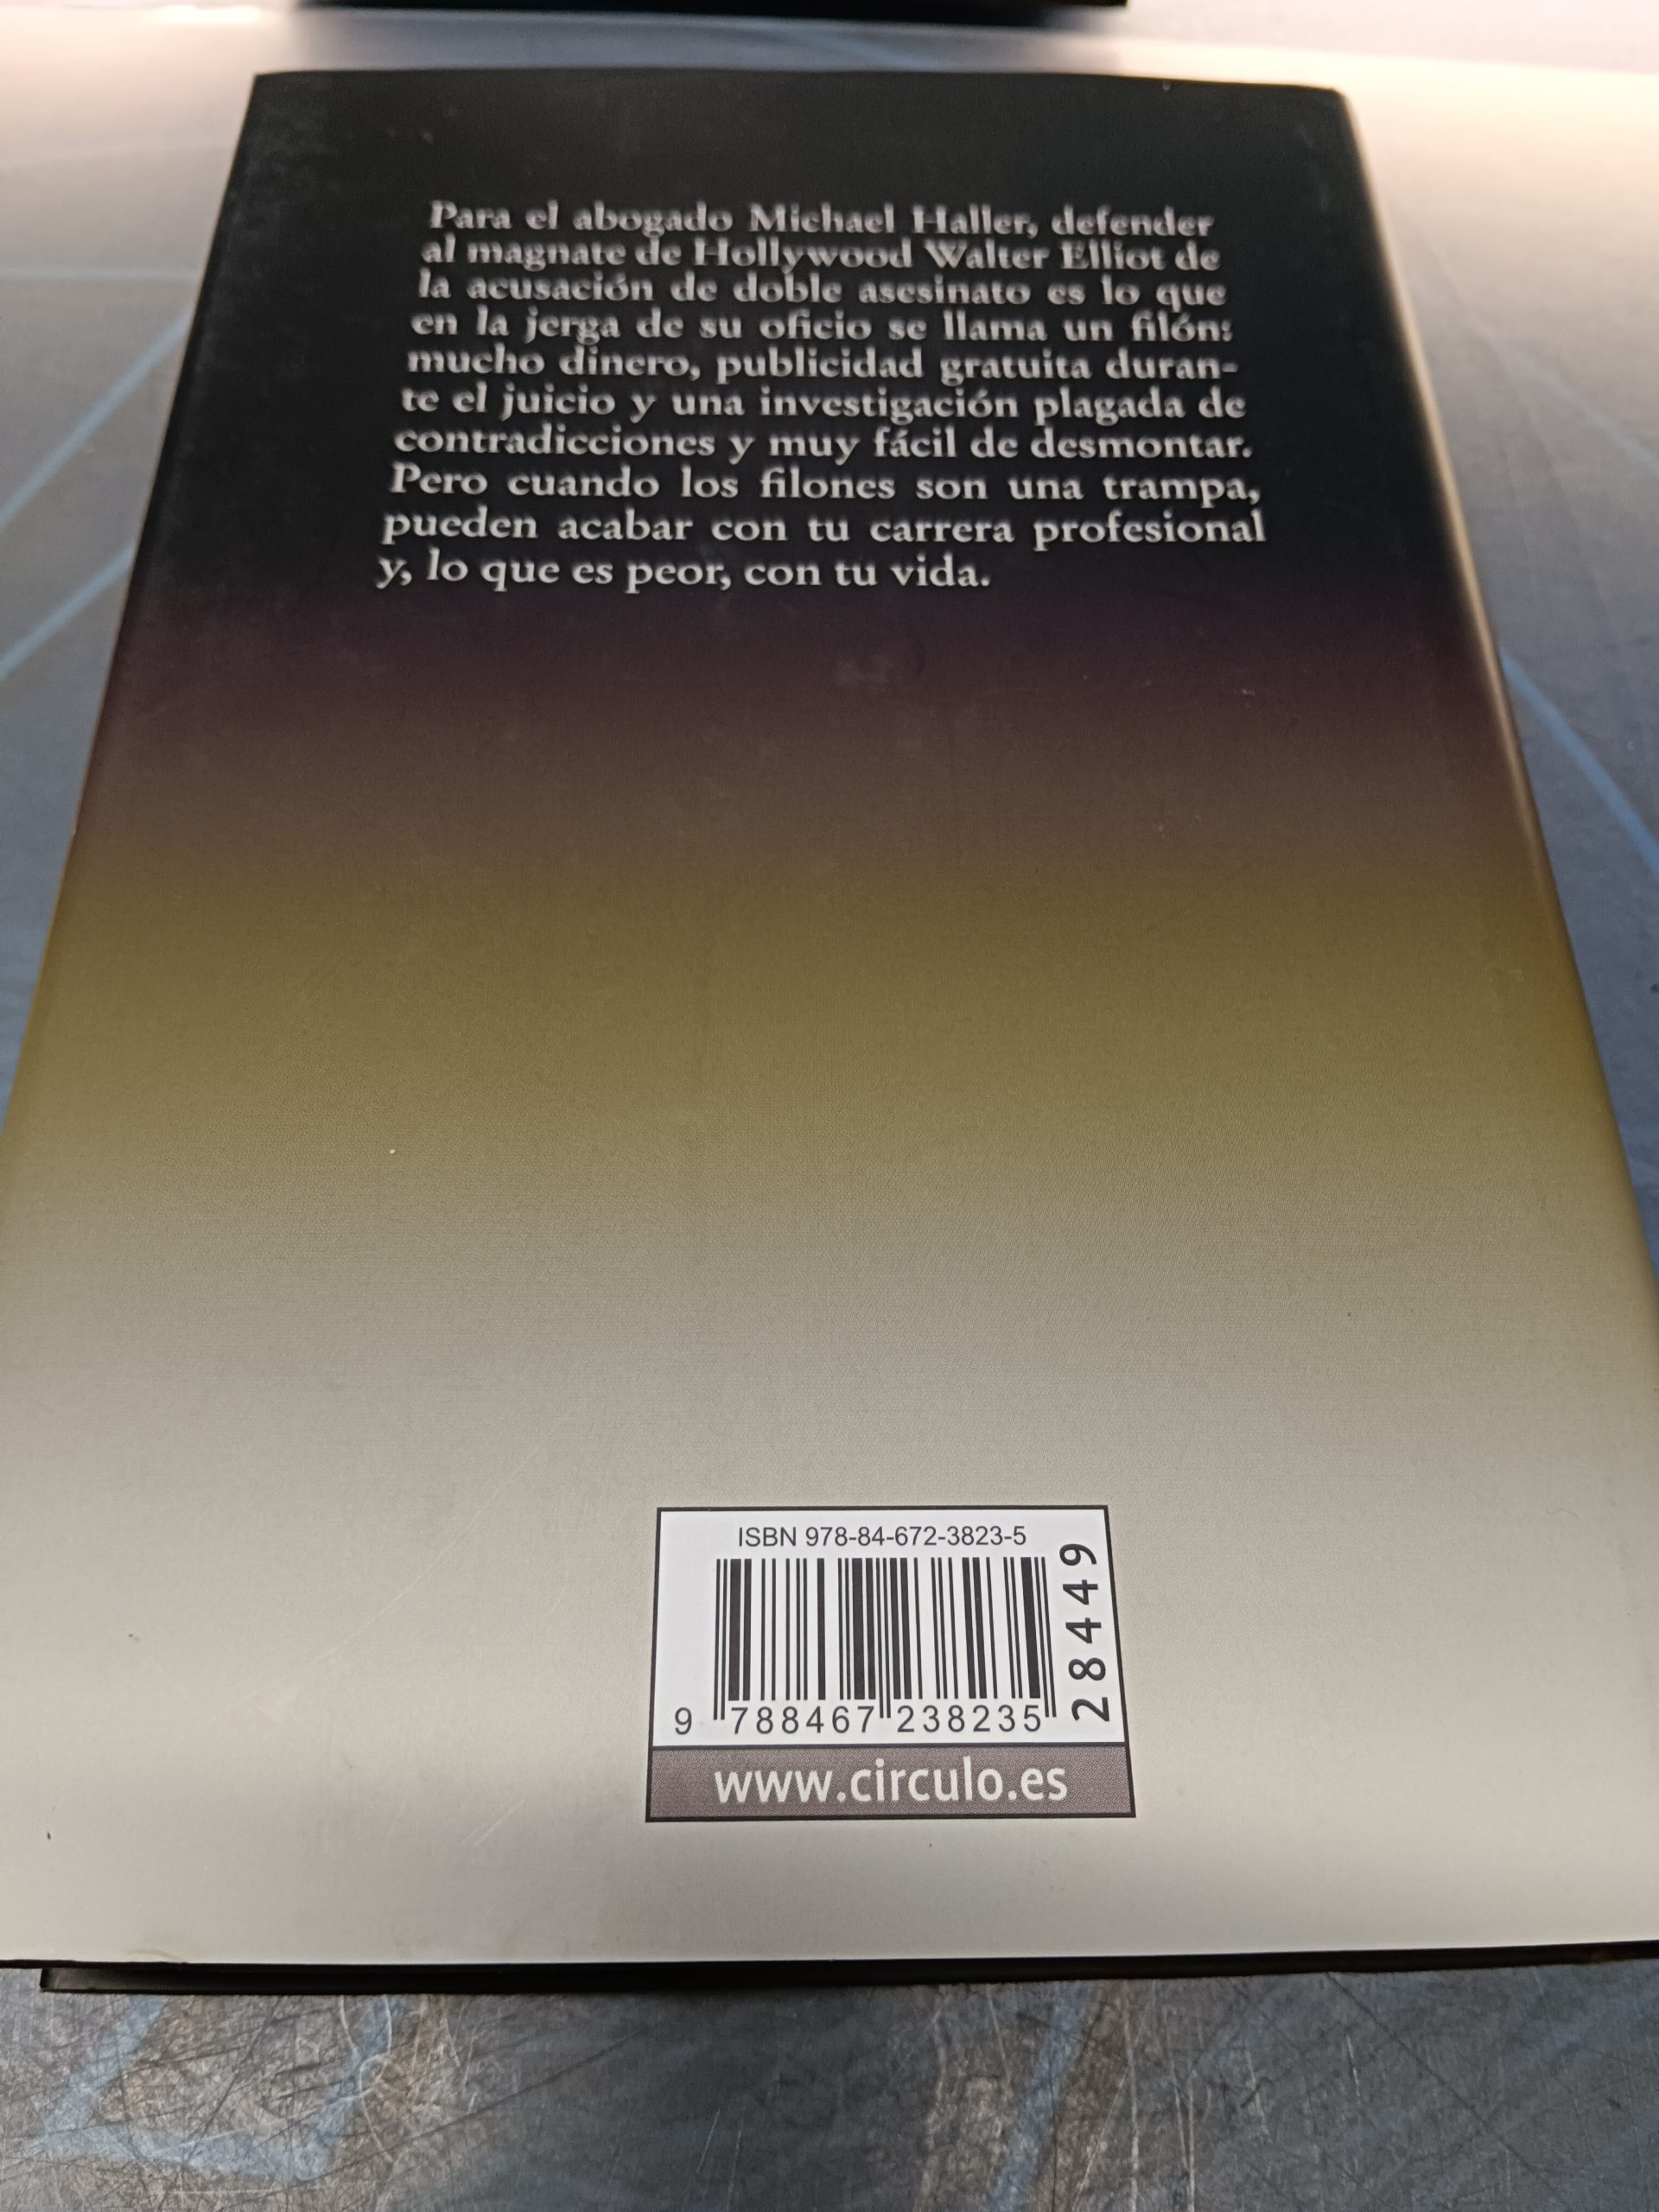 Para el abogado Michael Haller, defender
al magnate de Hollywood Walter Elliot de
la acusación de doble asesinato es lo que
en la jerga de su oficio se llama un filón:
mucho dinero, publicidad gratuita duran-
te el juicio y una investigación plagada de
contradicciones y muy fácil de desmontar.
Pero cuando los filones son una trampa,
pueden acabar con tu carrera profesional
y, lo que es peor, con tu vida.
ISBN 978-84-672-3823-5
9 788467 238235
28449
www.circulo.es